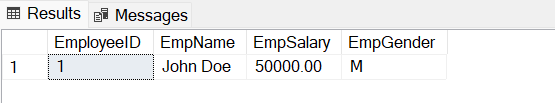 Results Messages
EmployeeID EmpName EmpSalary EmpGender
1 1 John Doe 50000.00 M